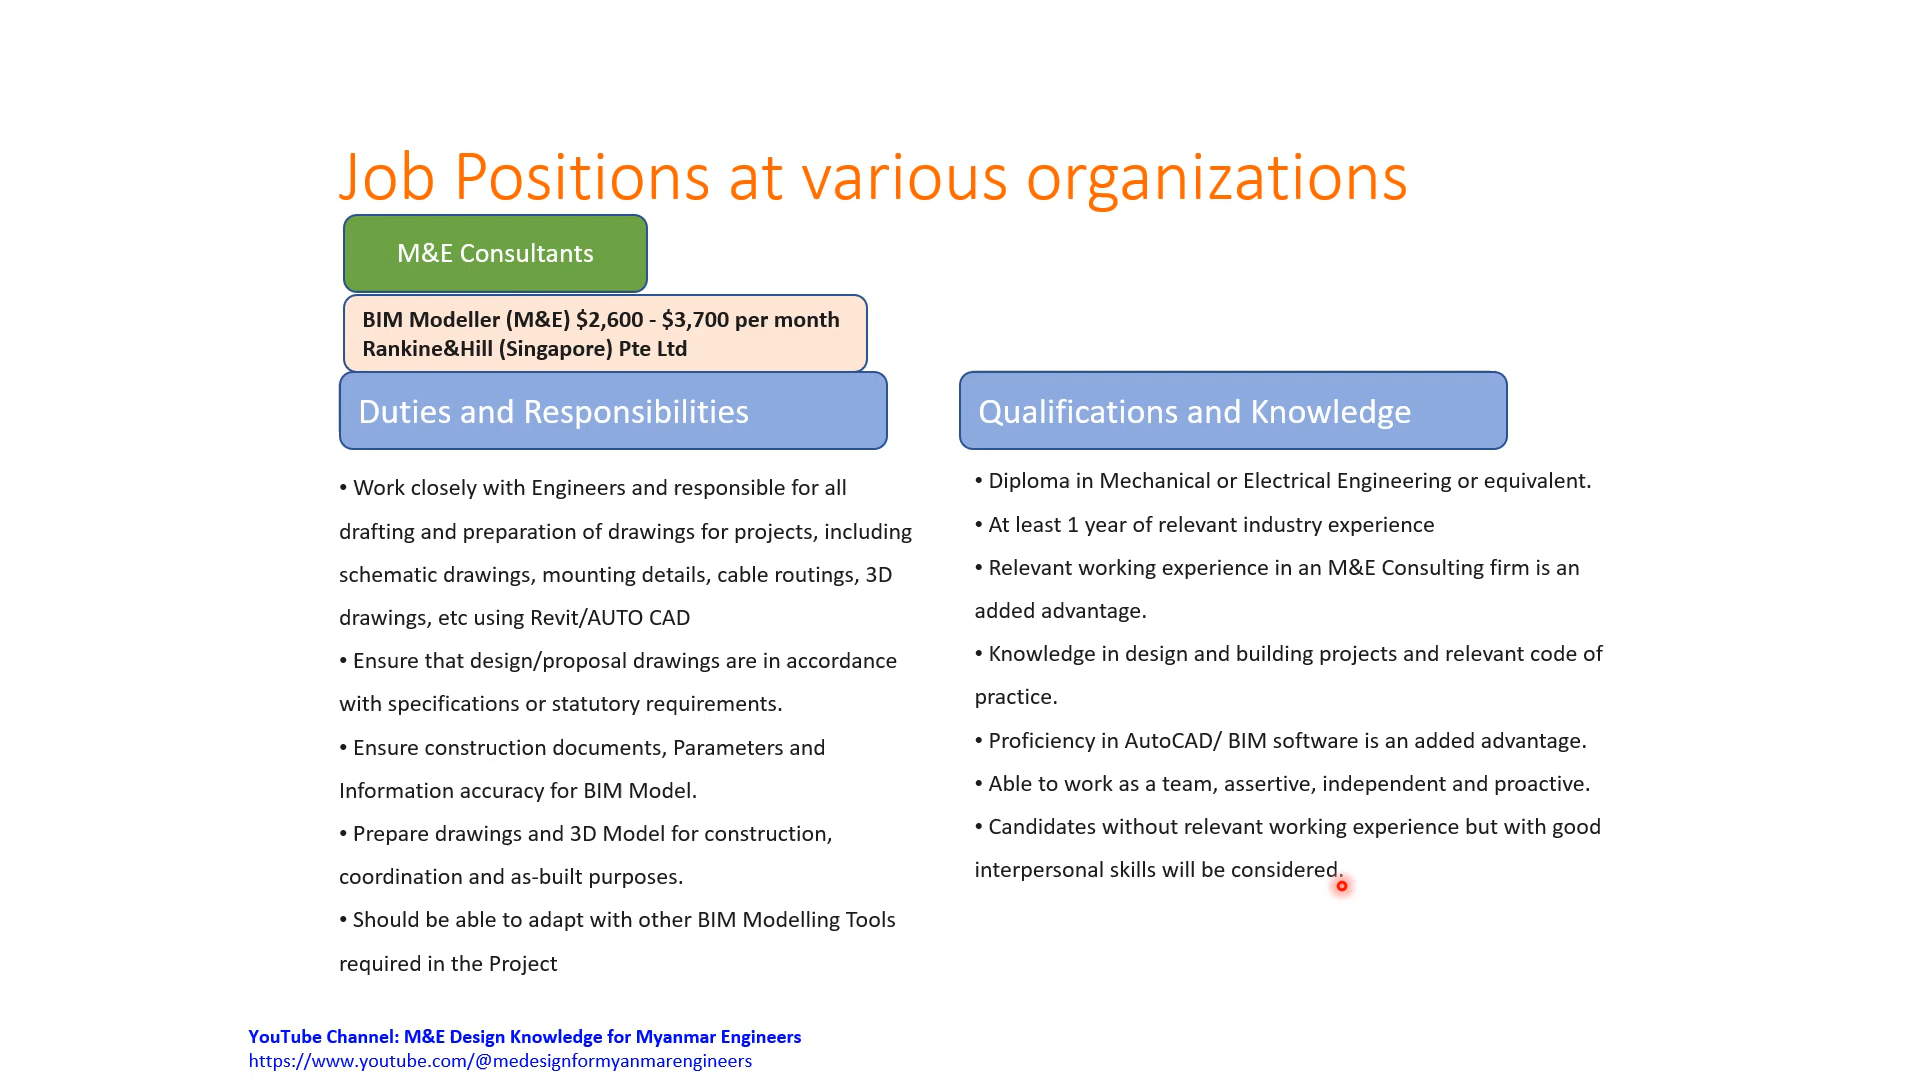 Job Positions at various organizations
M&E Consultants
BIM Modeller (M&E) $2,600 - $3,700 per month
Rankine&Hill (Singapore) Pte Ltd
Duties and Responsibilities
• Work closely with Engineers and responsible for all
drafting and preparation of drawings for projects, including
schematic drawings, mounting details, cable routings, 3D
drawings, etc using Revit/AUTO CAD
• Ensure that design/proposal drawings are in accordance
with specifications or statutory requirements.
• Ensure construction documents, Parameters and
Information accuracy for BIM Model.
• Prepare drawings and 3D Model for construction,
coordination and as-built purposes.
• Should be able to adapt with other BIM Modelling Tools
required in the Project
Qualifications and Knowledge
• Diploma in Mechanical or Electrical Engineering or equivalent.
• At least 1 year of relevant industry experience
• Relevant working experience in an M&E Consulting firm is an
added advantage.
• Knowledge in design and building projects and relevant code of
practice.
• Proficiency in AutoCAD/ BIM software is an added advantage.
• Able to work as a team, assertive, independent and proactive.
• Candidates without relevant working experience but with good
interpersonal skills will be considered.
YouTube Channel: M&E Design Knowledge for Myanmar Engineers
https://www.youtube.com/@medesignformyanmarengineers